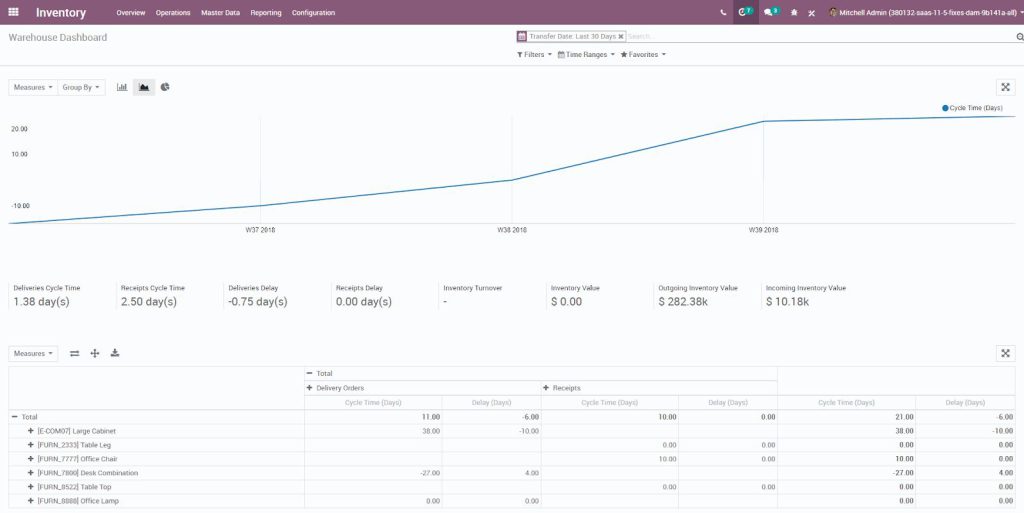 Inventory Overview Operations Master Data Reporting Configuration 7 3 Mitchell Admin (380132-saas-11-5-fixes-dam-9b141a-all)
Warehouse Dashboard Transfer Date: Last 30 Days x Search...
Filters Time Ranges Favorites
Measures Group By
Cycle Time (Days)
20.00
10.00
-10.00
W37 2018 W38 2018 W39 2018
Deliveries Cycle Time Receipts Cycle Time Deliveries Delay Receipts Delay Inventory Turnover Inventory Value Outgoing Inventory Value Incoming Inventory Value
1.38 day(s) 2.50 day(s) -0.75 day(s) 0.00 day(s) - $ 0.00 $ 282.38k $ 10.18k
Measures
Total
Delivery Orders Receipts
Cycle Time (Days) Delay (Days) Cycle Time (Days) Delay (Days) Cycle Time (Days) Delay (Days)
Total 11.00 -6.00 10.00 0.00 21.00 -6.00
[E-COM07] Large Cabinet 38.00 -10.00 38.00 -10.00
[FURN_2333] Table Leg 0.00 0.00 0.00 0.00
[FURN_7777] Office Chair 10.00 0.00 10.00 0.00
[FURN_7800] Desk Combination -27.00 4.00 -27.00 4.00
[FURN_8522] Table Top 0.00 0.00 0.00 0.00
[FURN_8888] Office Lamp 0.00 0.00 0.00 0.00